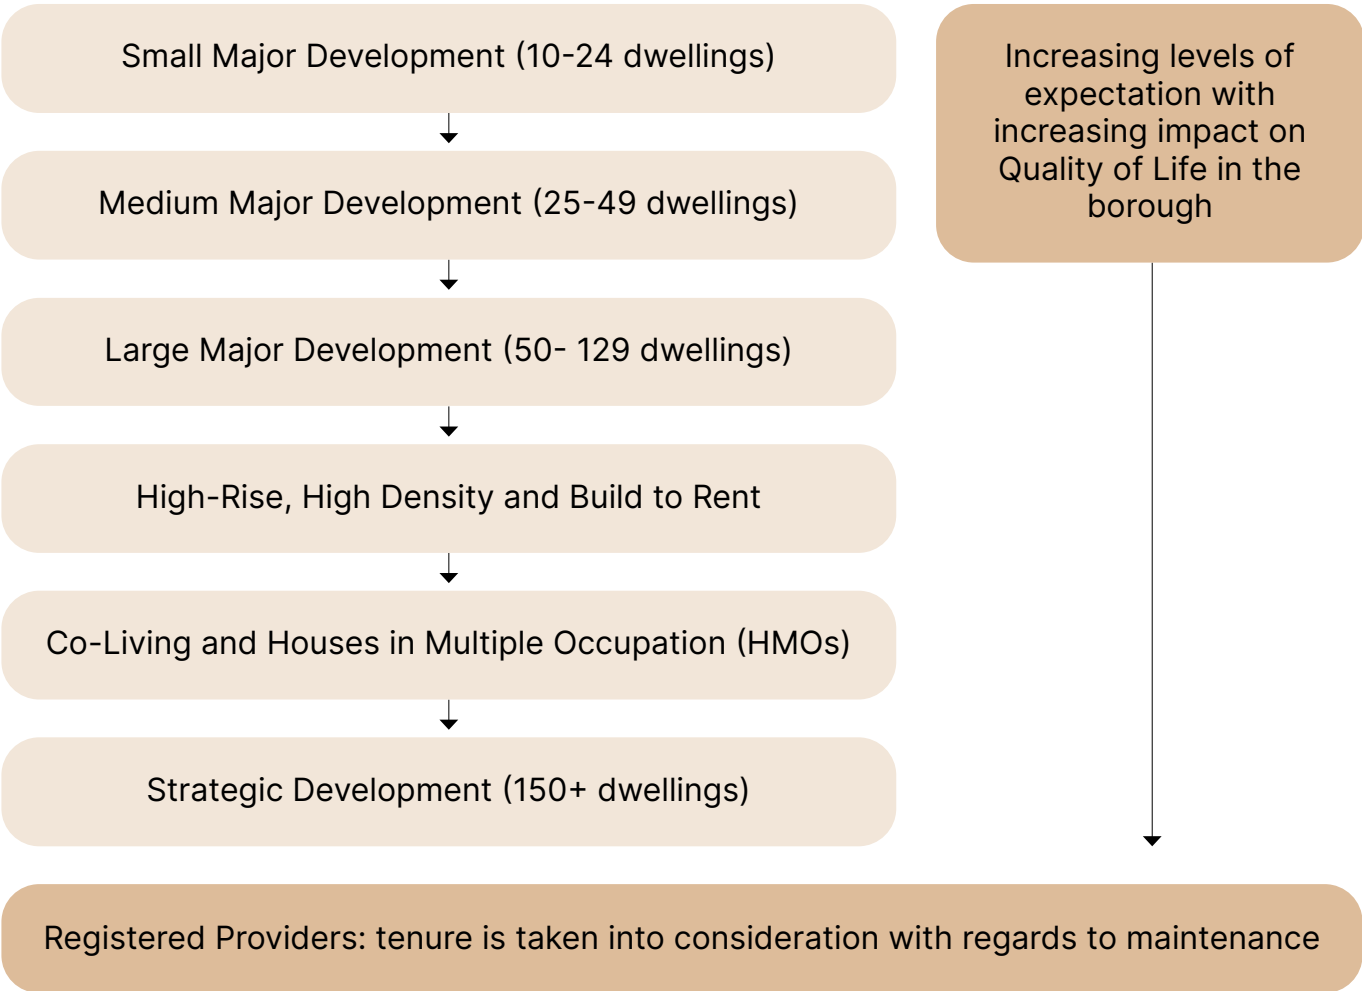 Small Major Development (10-24 dwellings)
Increasing levels of
expectation with
increasing impact on
Quality of Life in the
borough
Medium Major Development (25-49 dwellings)
Large Major Development (50- 129 dwellings)
High-Rise, High Density and Build to Rent
Co-Living and Houses in Multiple Occupation (HMOs)
Strategic Development (150+ dwellings)
Registered Providers: tenure is taken into consideration with regards to maintenance